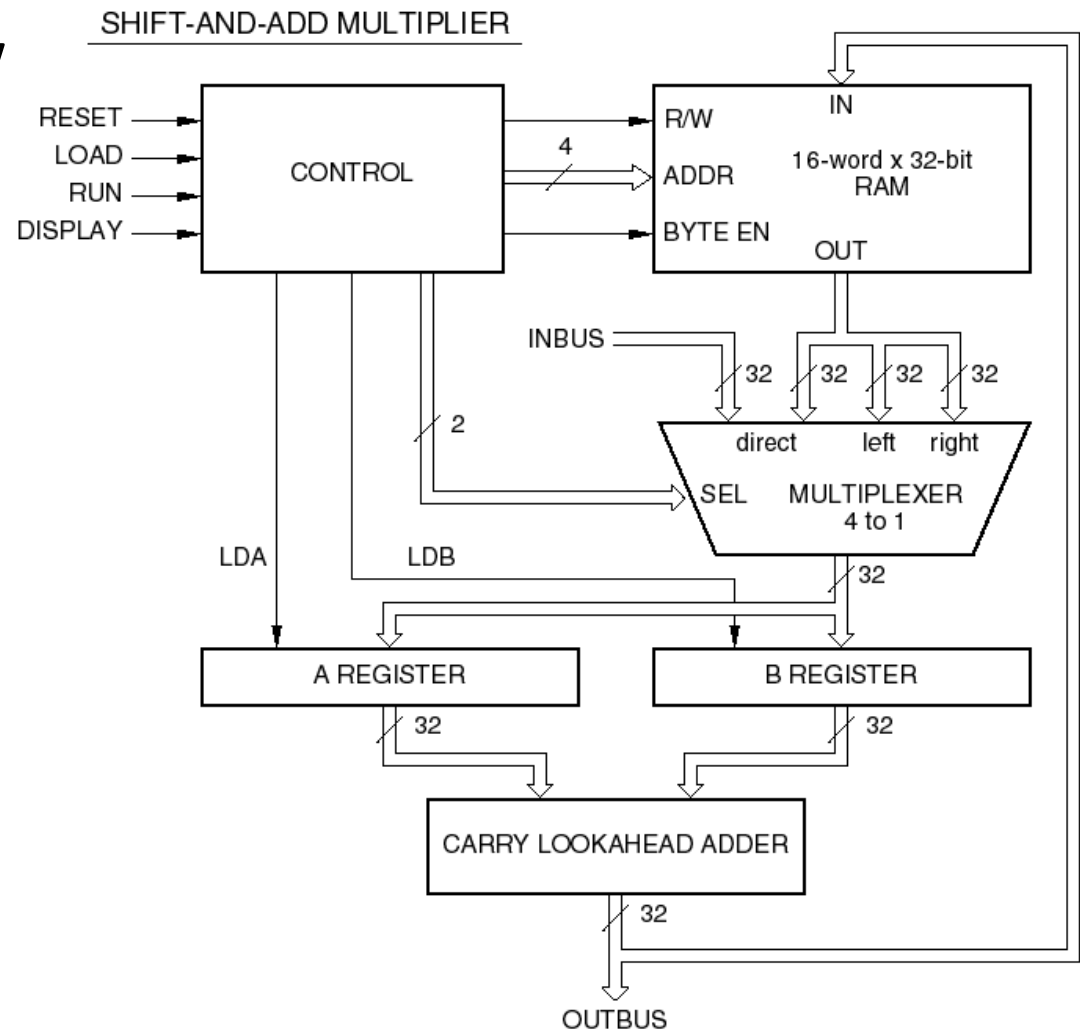 SHIFT-AND-ADD MULTIPLIER
RESET
LOAD
RUN
DISPLAY
CONTROL
4
R/W
ADDR
BYTE EN
IN
16-word x 32-bit
RAM
OUT
INBUS
32
32
32
32
2
direct
left
right
SEL
MULTIPLEXER
4 to 1
LDA
LDB
32
A REGISTER
B REGISTER
32
32
CARRY LOOKAHEAD ADDER
32
OUTBUS